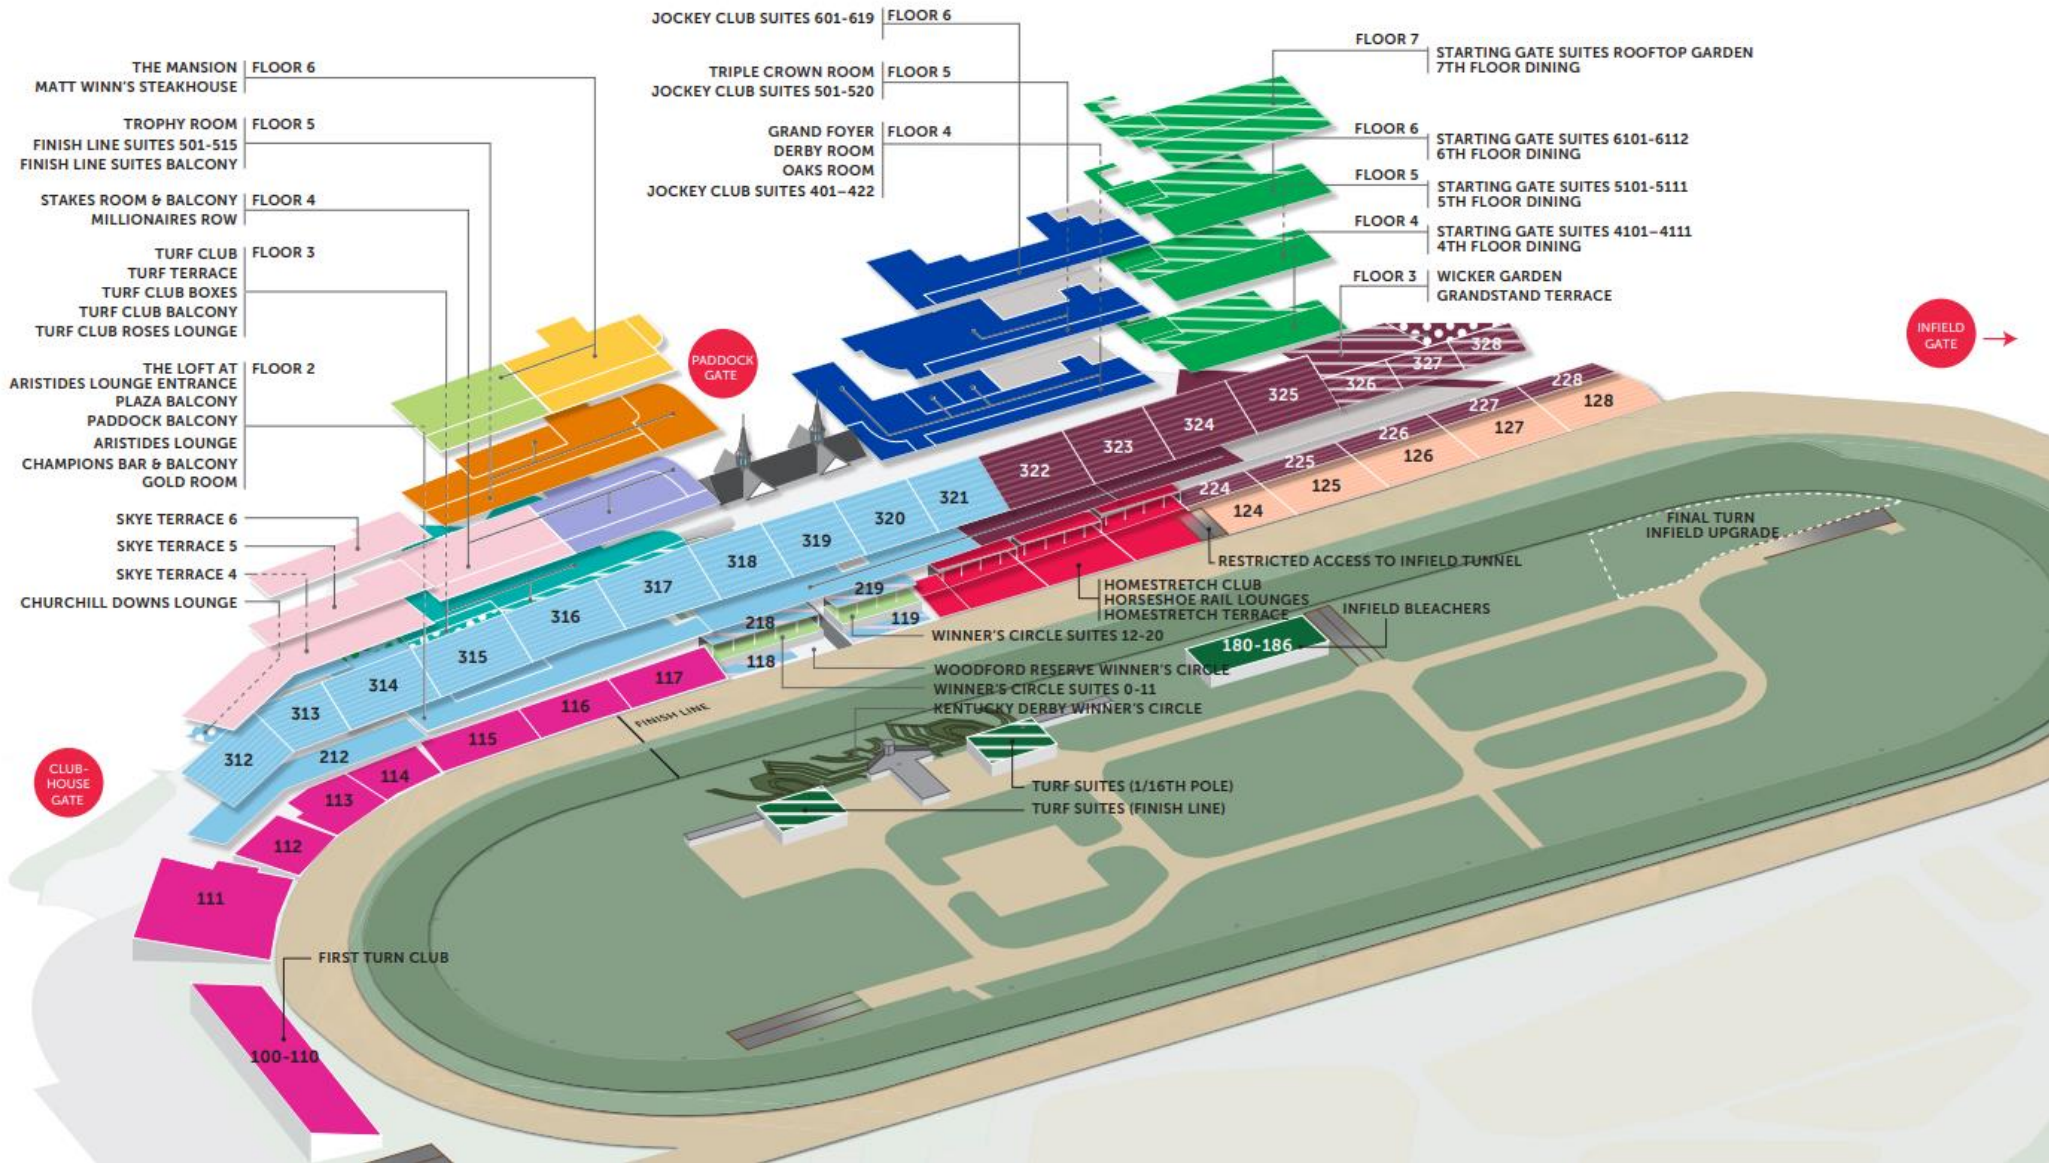 THE MANSION
MATT WINN'S STEAKHOUSE
FLOOR 6
TROPHY ROOM
FINISH LINE SUITES 501-515
FINISH LINE SUITES BALCONY
FLOOR 5
STAKES ROOM & BALCONY
MILLIONAIRES ROW
FLOOR 4
TURF CLUB
TURF TERRACE
TURF CLUB BOXES
TURF CLUB BALCONY
TURF CLUB ROSES LOUNGE
FLOOR 3
THE LOFT AT
ARISTIDES LOUNGE ENTRANCE
PLAZA BALCONY
PADDOCK BALCONY
ARISTIDES LOUNGE
CHAMPIONS BAR & BALCONY
GOLD ROOM
FLOOR 2
SKYE TERRACE 6
SKYE TERRACE 5
SKYE TERRACE 4
CHURCHILL DOWNS LOUNGE
JOCKEY CLUB SUITES 601-619
FLOOR 6
TRIPLE CROWN ROOM
JOCKEY CLUB SUITES 501-520
FLOOR 5
GRAND FOYER
DERBY ROOM
OAKS ROOM
JOCKEY CLUB SUITES 401–422
FLOOR 4
FLOOR 7
STARTING GATE SUITES ROOFTOP GARDEN
7TH FLOOR DINING
FLOOR 6
STARTING GATE SUITES 6101-6112
6TH FLOOR DINING
FLOOR 5
STARTING GATE SUITES 5101-5111
5TH FLOOR DINING
FLOOR 4
STARTING GATE SUITES 4101–4111
4TH FLOOR DINING
FLOOR 3
WICKER GARDEN
GRANDSTAND TERRACE
INFIELD
GATE
PADDOCK
GATE
CLUB-
HOUSE
GATE
312
313
314
315
316
317
318
319
320
321
322
323
324
325
326
327
328
212
218
219
224
225
226
227
228
100-110
111
112
113
114
115
116
117
118
119
124
125
126
127
128
FIRST TURN CLUB
FINISH LINE
RESTRICTED ACCESS TO INFIELD TUNNEL
HOMESTRETCH CLUB
HORSESHOE RAIL LOUNGES
HOMESTRETCH TERRACE
WINNER'S CIRCLE SUITES 12-20
WOODFORD RESERVE WINNER'S CIRCLE
WINNER'S CIRCLE SUITES 0-11
KENTUCKY DERBY WINNER'S CIRCLE
INFIELD BLEACHERS
180-186
FINAL TURN
INFIELD UPGRADE
TURF SUITES (1/16TH POLE)
TURF SUITES (FINISH LINE)